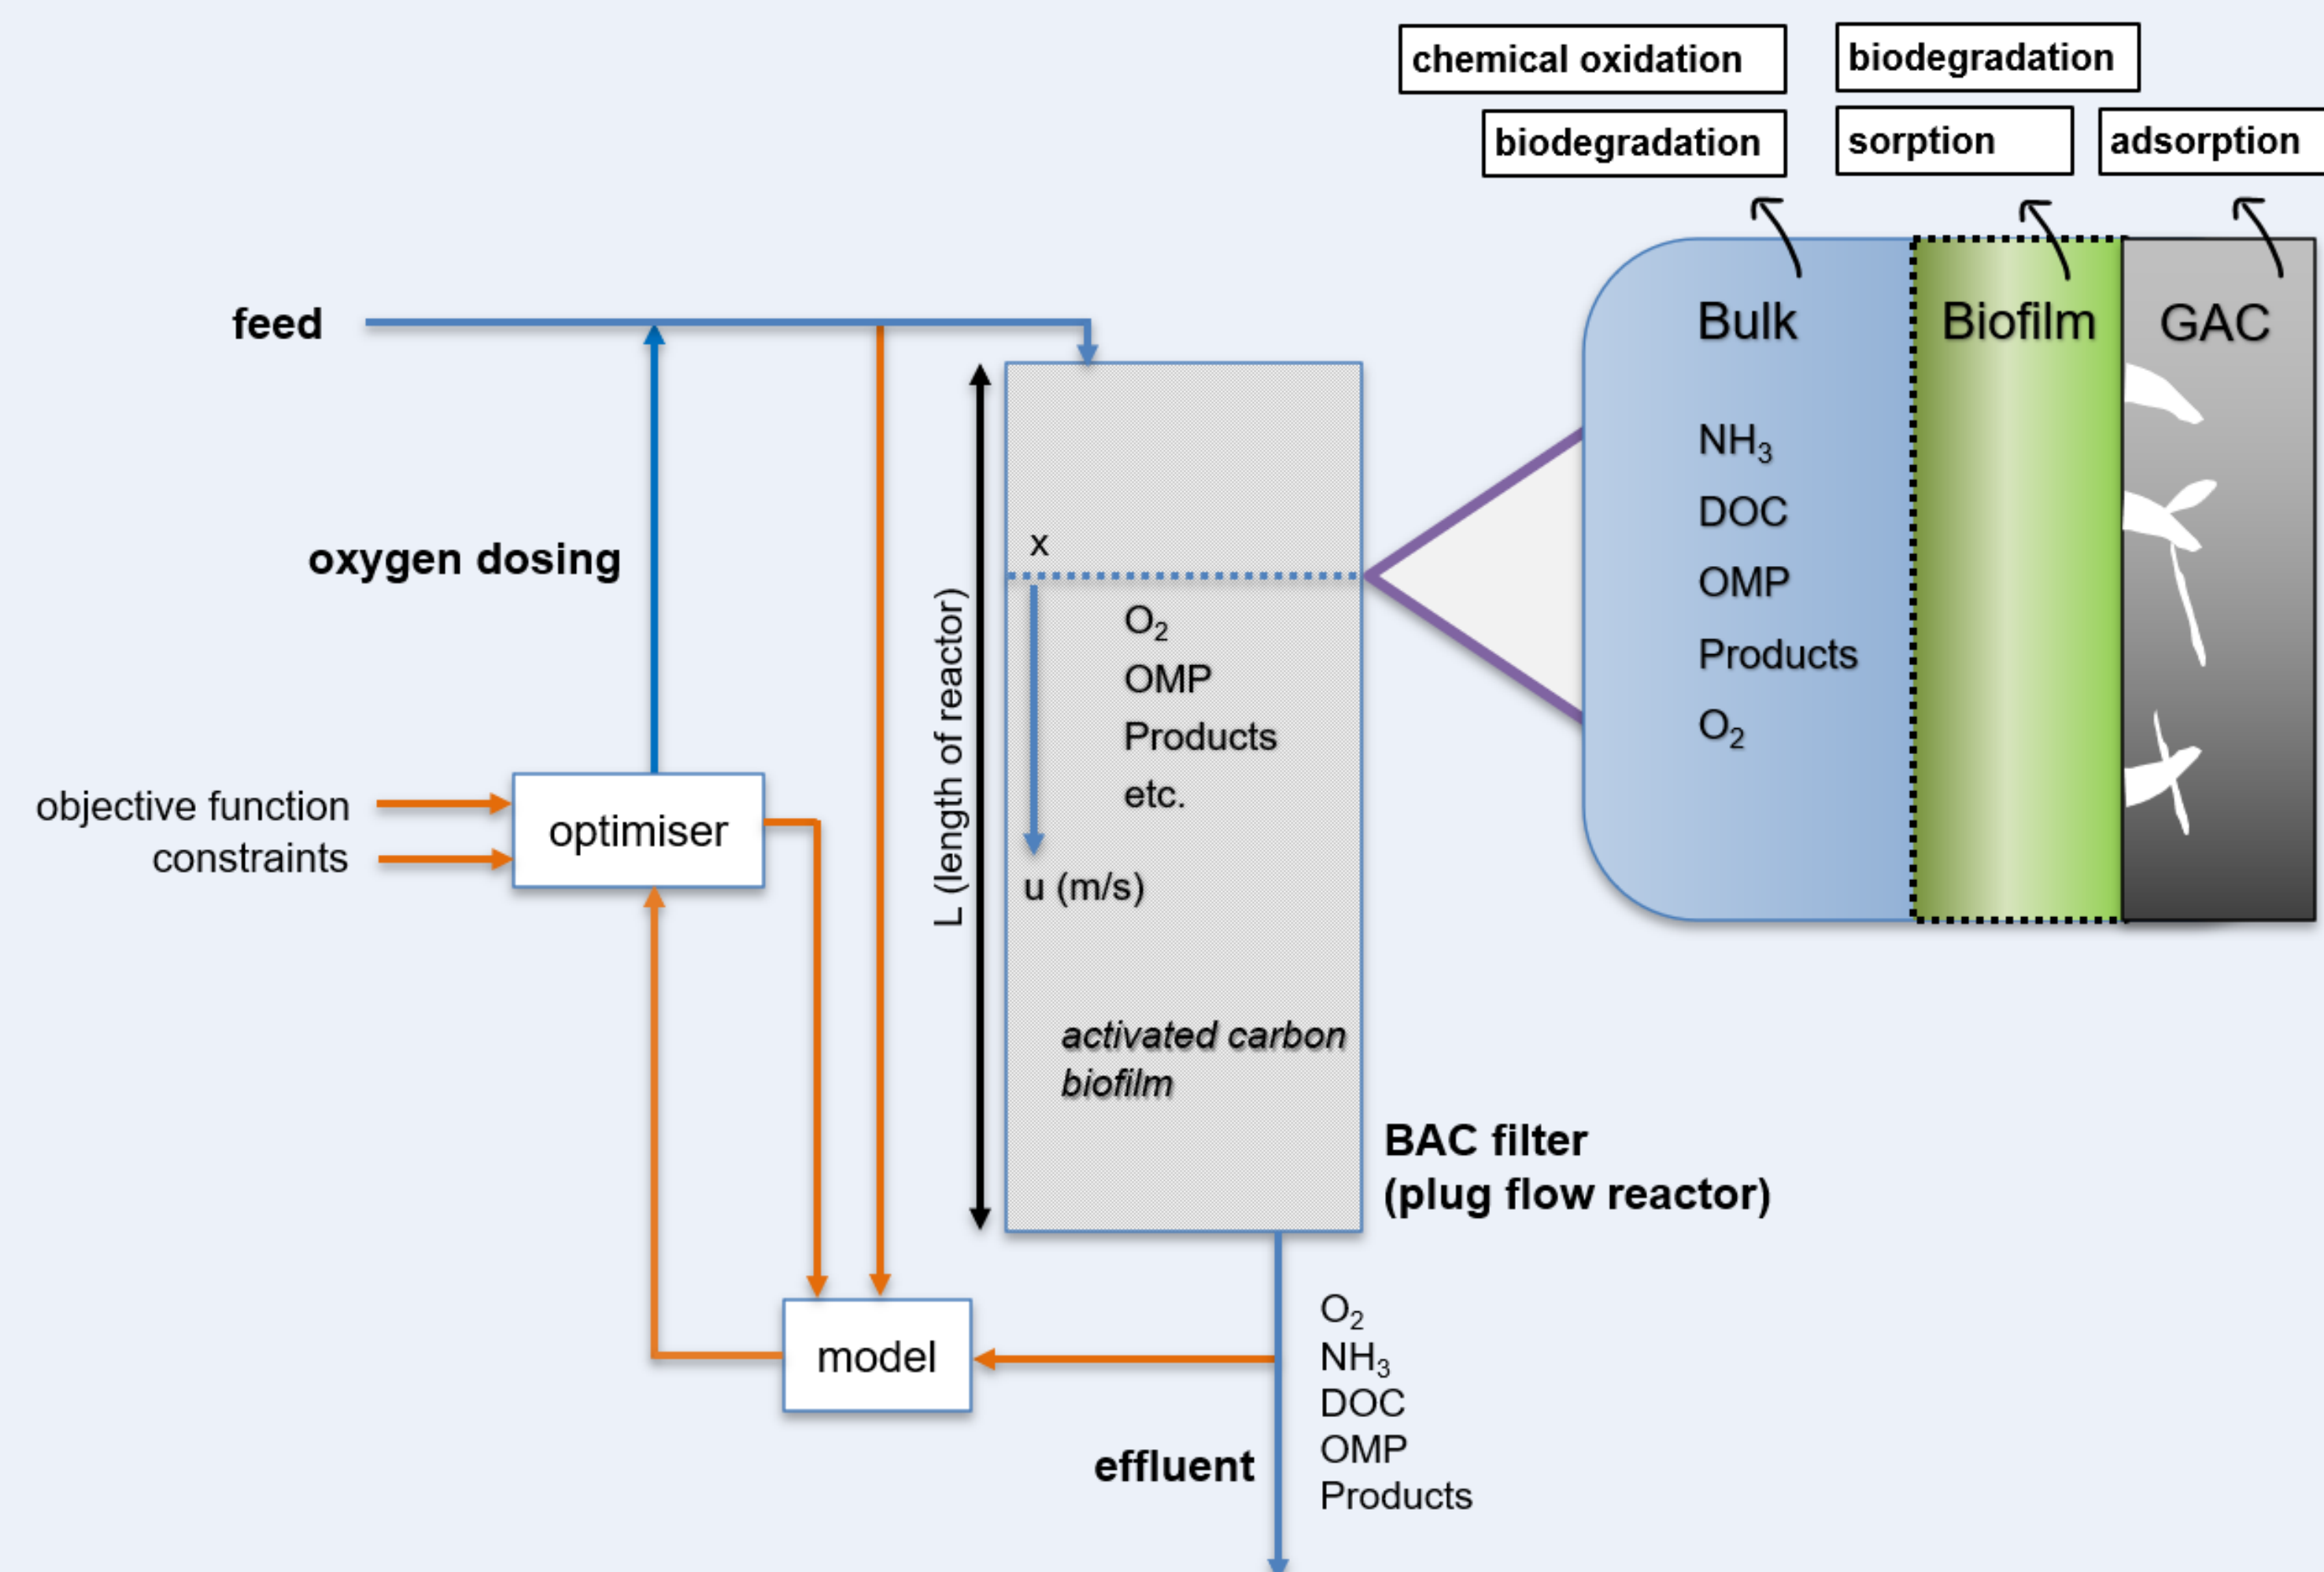 chemical oxidation
biodegradation
biodegradation
sorption
adsorption
feed
oxygen dosing
objective function
constraints
optimiser
model
L (length of reactor)
x
O₂
OMP
Products
etc.
u (m/s)
activated carbon
biofilm
BAC filter
(plug flow reactor)
Bulk
NH₃
DOC
OMP
Products
O₂
Biofilm
GAC
effluent
O₂
NH₃
DOC
OMP
Products